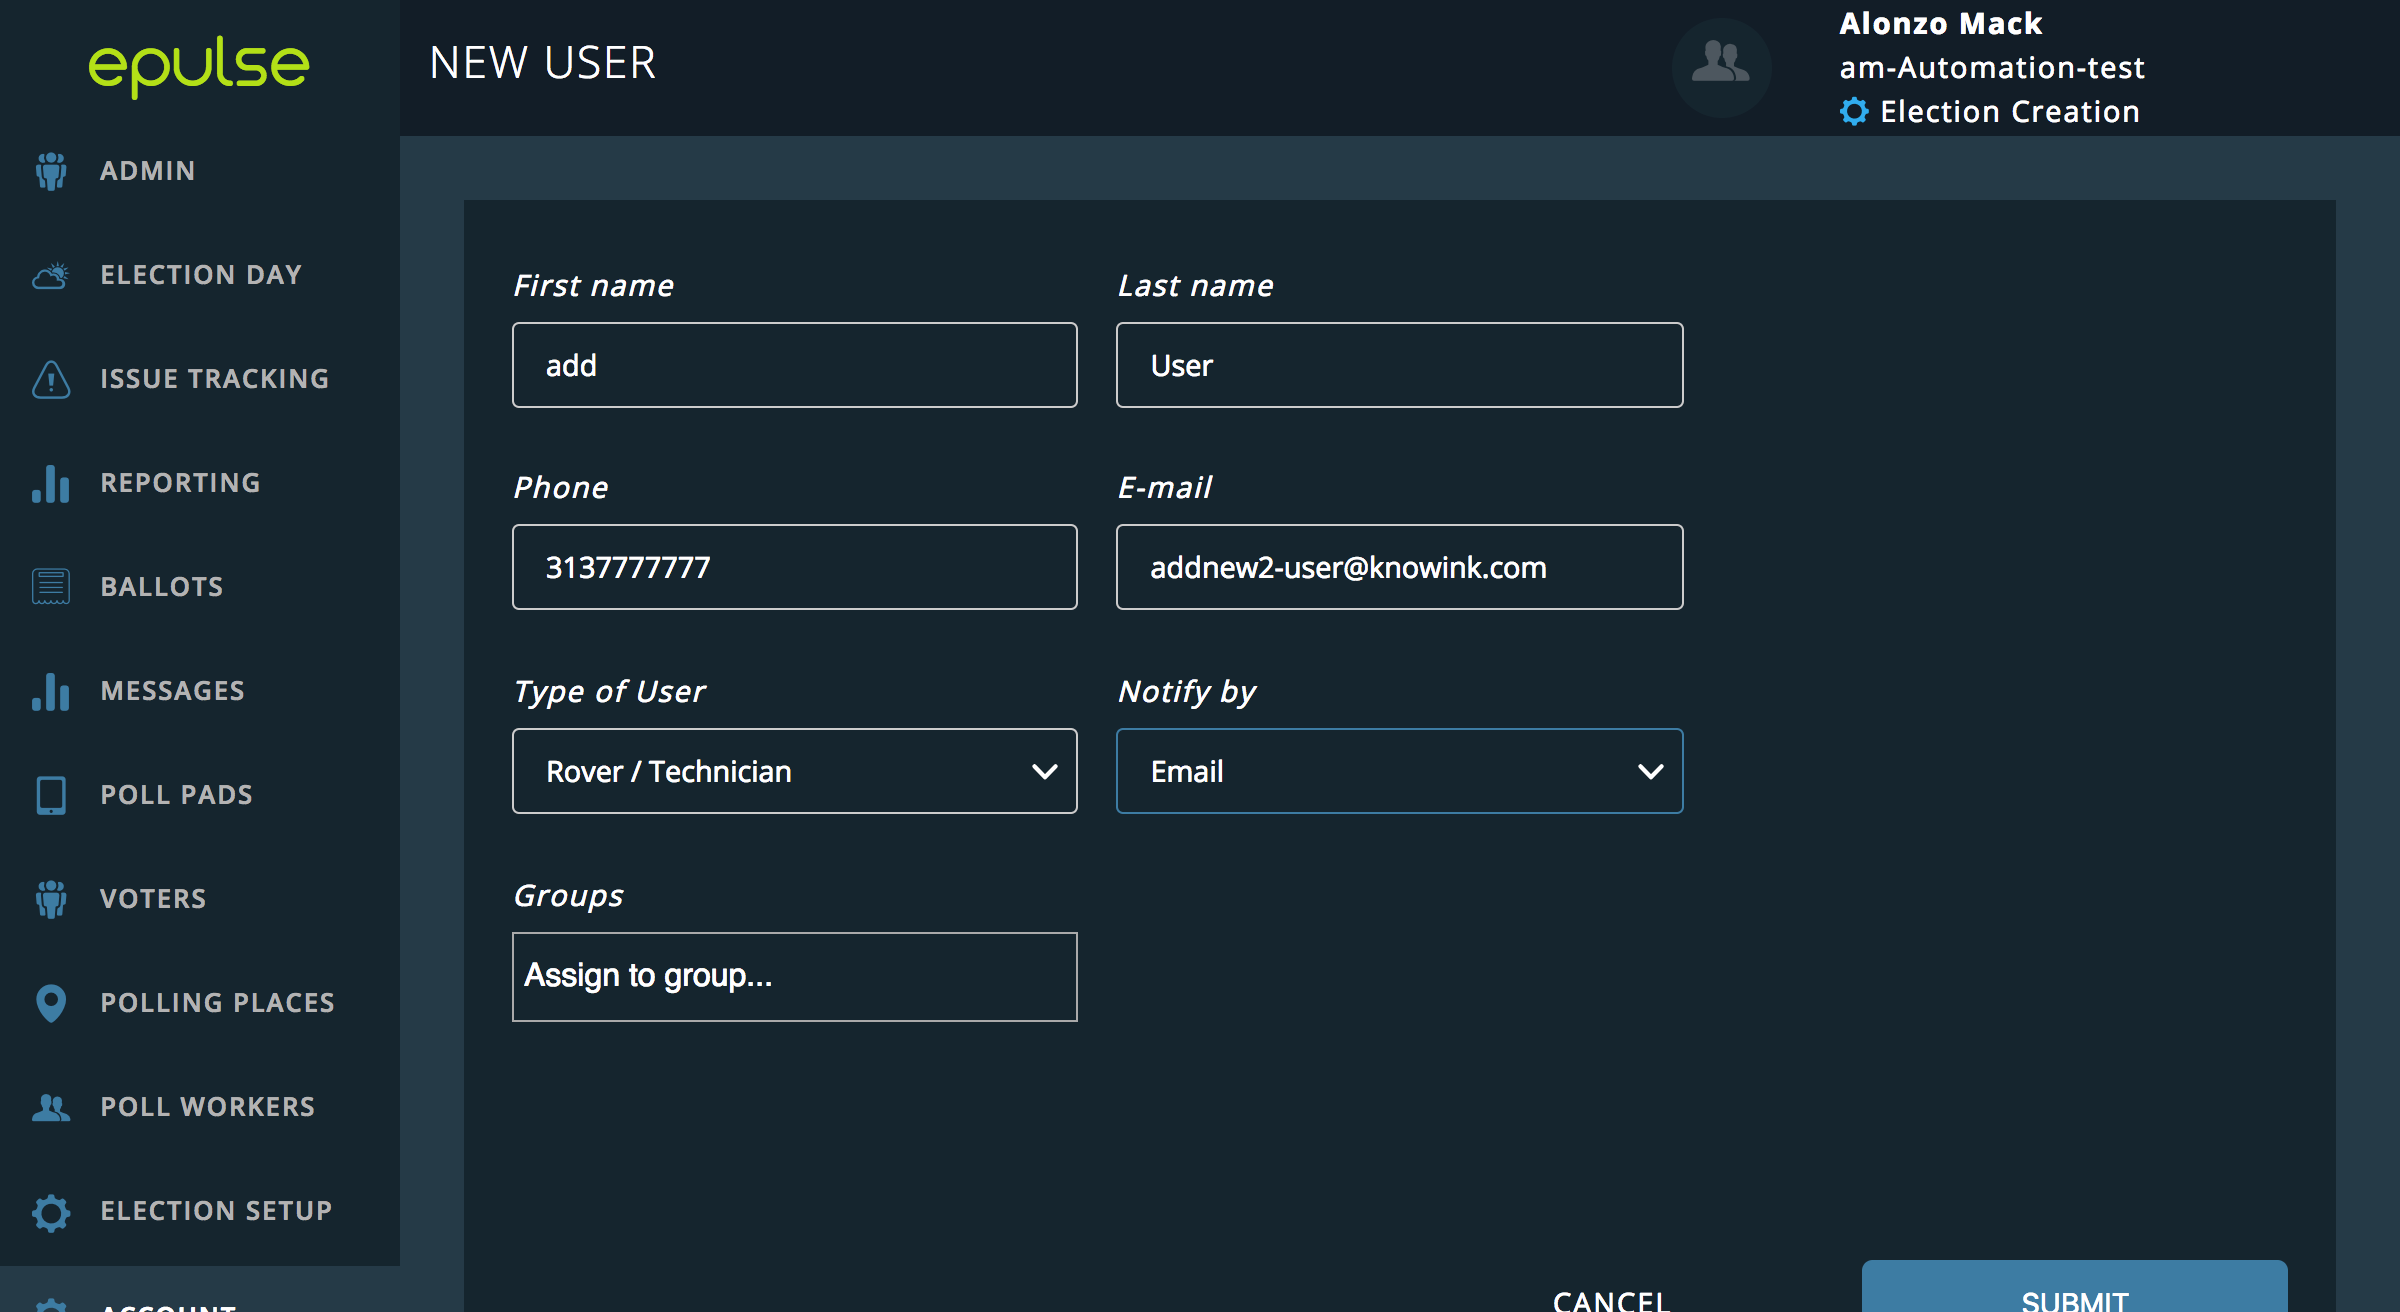 epulse
NEW USER
Alonzo Mack
am-Automation-test
Election Creation
ADMIN
ELECTION DAY
ISSUE TRACKING
REPORTING
BALLOTS
MESSAGES
POLL PADS
VOTERS
POLLING PLACES
POLL WORKERS
ELECTION SETUP
ACCOUNT
First name
Last name
add
User
Phone
E-mail
3137777777
addnew2-user@knowink.com
Type of User
Notify by
Rover / Technician
Email
Groups
Assign to group...
CANCEL
SUBMIT